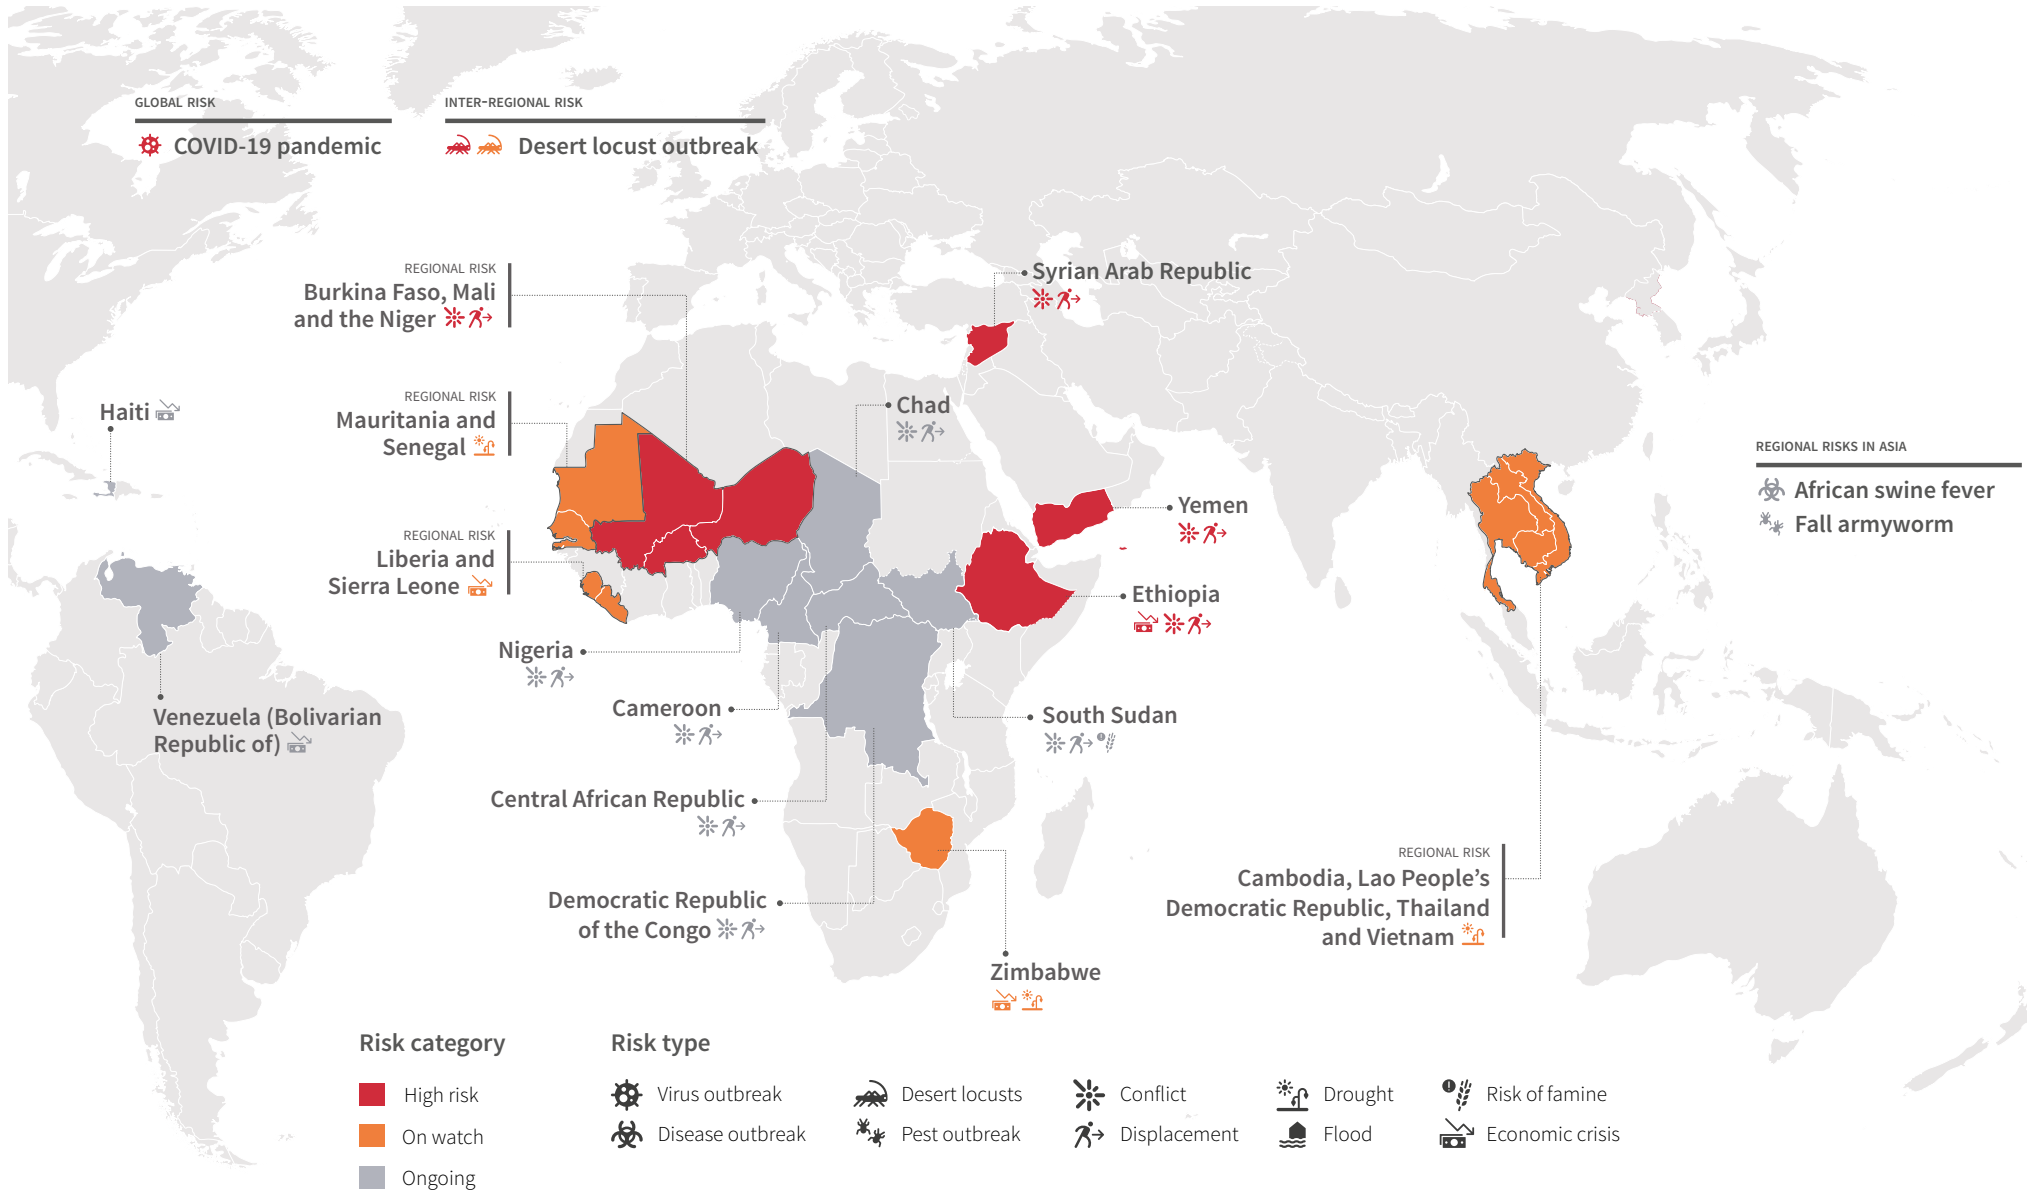 GLOBAL RISK
COVID-19 pandemic
INTER-REGIONAL RISK
Desert locust outbreak
REGIONAL RISK
Burkina Faso, Mali
and the Niger
Syrian Arab Republic
REGIONAL RISK
Mauritania and
Senegal
Haiti
Chad
REGIONAL RISKS IN ASIA
African swine fever
Fall armyworm
Yemen
REGIONAL RISK
Liberia and
Sierra Leone
Ethiopia
Nigeria
Cameroon
South Sudan
Venezuela (Bolivarian
Republic of)
Central African Republic
Democratic Republic
of the Congo
REGIONAL RISK
Cambodia, Lao People’s
Democratic Republic, Thailand
and Vietnam
Zimbabwe
Risk category
High risk
On watch
Ongoing
Risk type
Virus outbreak
Disease outbreak
Desert locusts
Pest outbreak
Conflict
Displacement
Drought
Flood
Risk of famine
Economic crisis